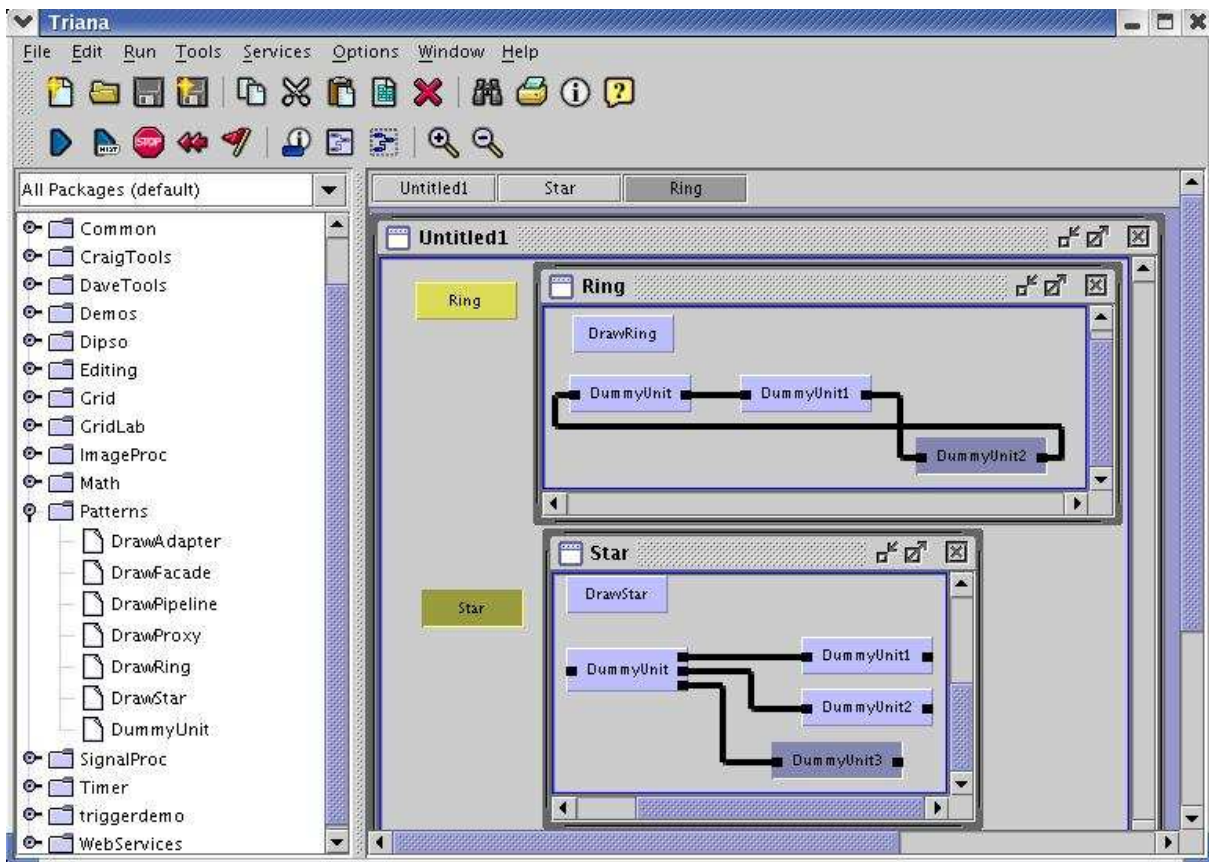 Triana
File Edit Run Tools Services Options Window Help
STOP
All Packages (default)
Untitled1 Star Ring
Common
CraigTools
DaveTools
Demos
Dipso
Editing
Grid
GridLab
ImageProc
Math
Patterns
DrawAdapter
DrawFacade
DrawPipeline
DrawProxy
DrawRing
DrawStar
DummyUnit
SignalProc
Timer
triggerdemo
WebServices
Untitled1
Ring
Ring
DrawRing
DummyUnit DummyUnit1
DummyUnit2
Star
Star
DrawStar
DummyUnit
DummyUnit1
DummyUnit2
DummyUnit3